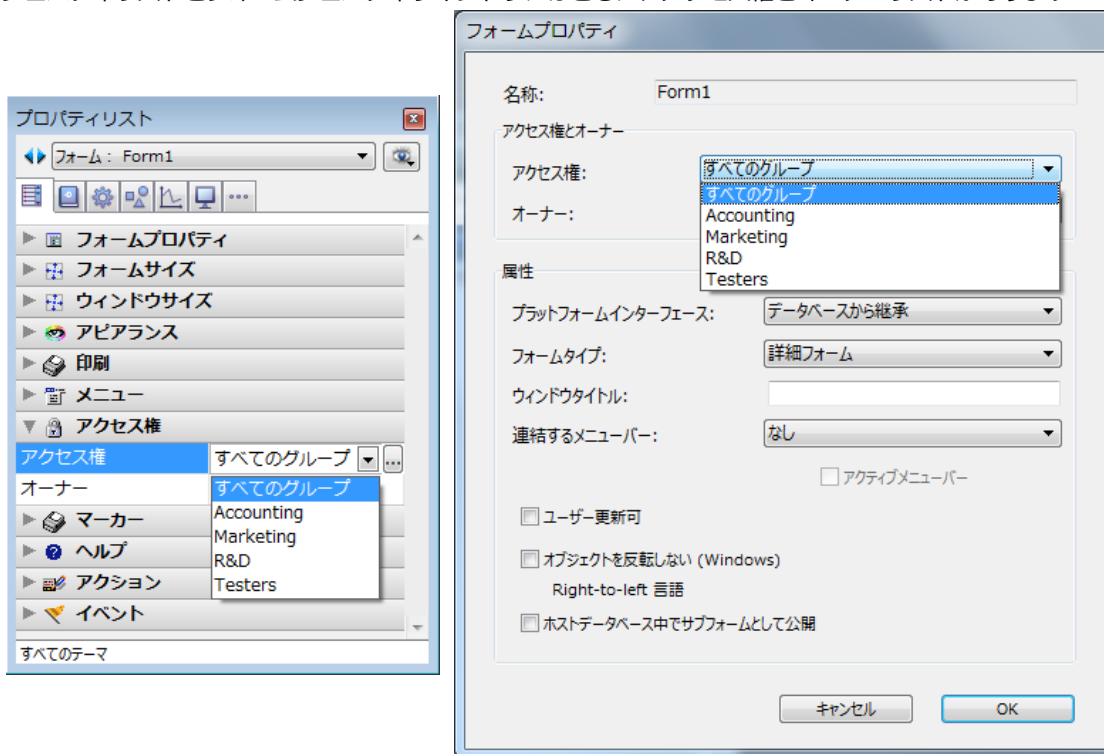 フォームプロパティ
名称:
Form1
アクセス権とオーナー
アクセス権:
すべてのグループ
すべてのグループ
Accounting
Marketing
R&D
Testers
オーナー:
属性
プラットフォームインターフェース:
データベースから継承
フォームタイプ:
詳細フォーム
ウィンドウタイトル:
連結するメニューバー:
なし
アクティブメニューバー
ユーザー更新可
オブジェクトを反転しない (Windows)
Right-to-left 言語
ホストデータベース中でサブフォームとして公開
キャンセル
OK
プロパティリスト
フォーム : Form1
フォームプロパティ
フォームサイズ
ウィンドウサイズ
アピアランス
印刷
メニュー
アクセス権
アクセス権
すべてのグループ
オーナー
すべてのグループ
Accounting
Marketing
R&D
Testers
マーカー
ヘルプ
アクション
イベント
すべてのテーマ